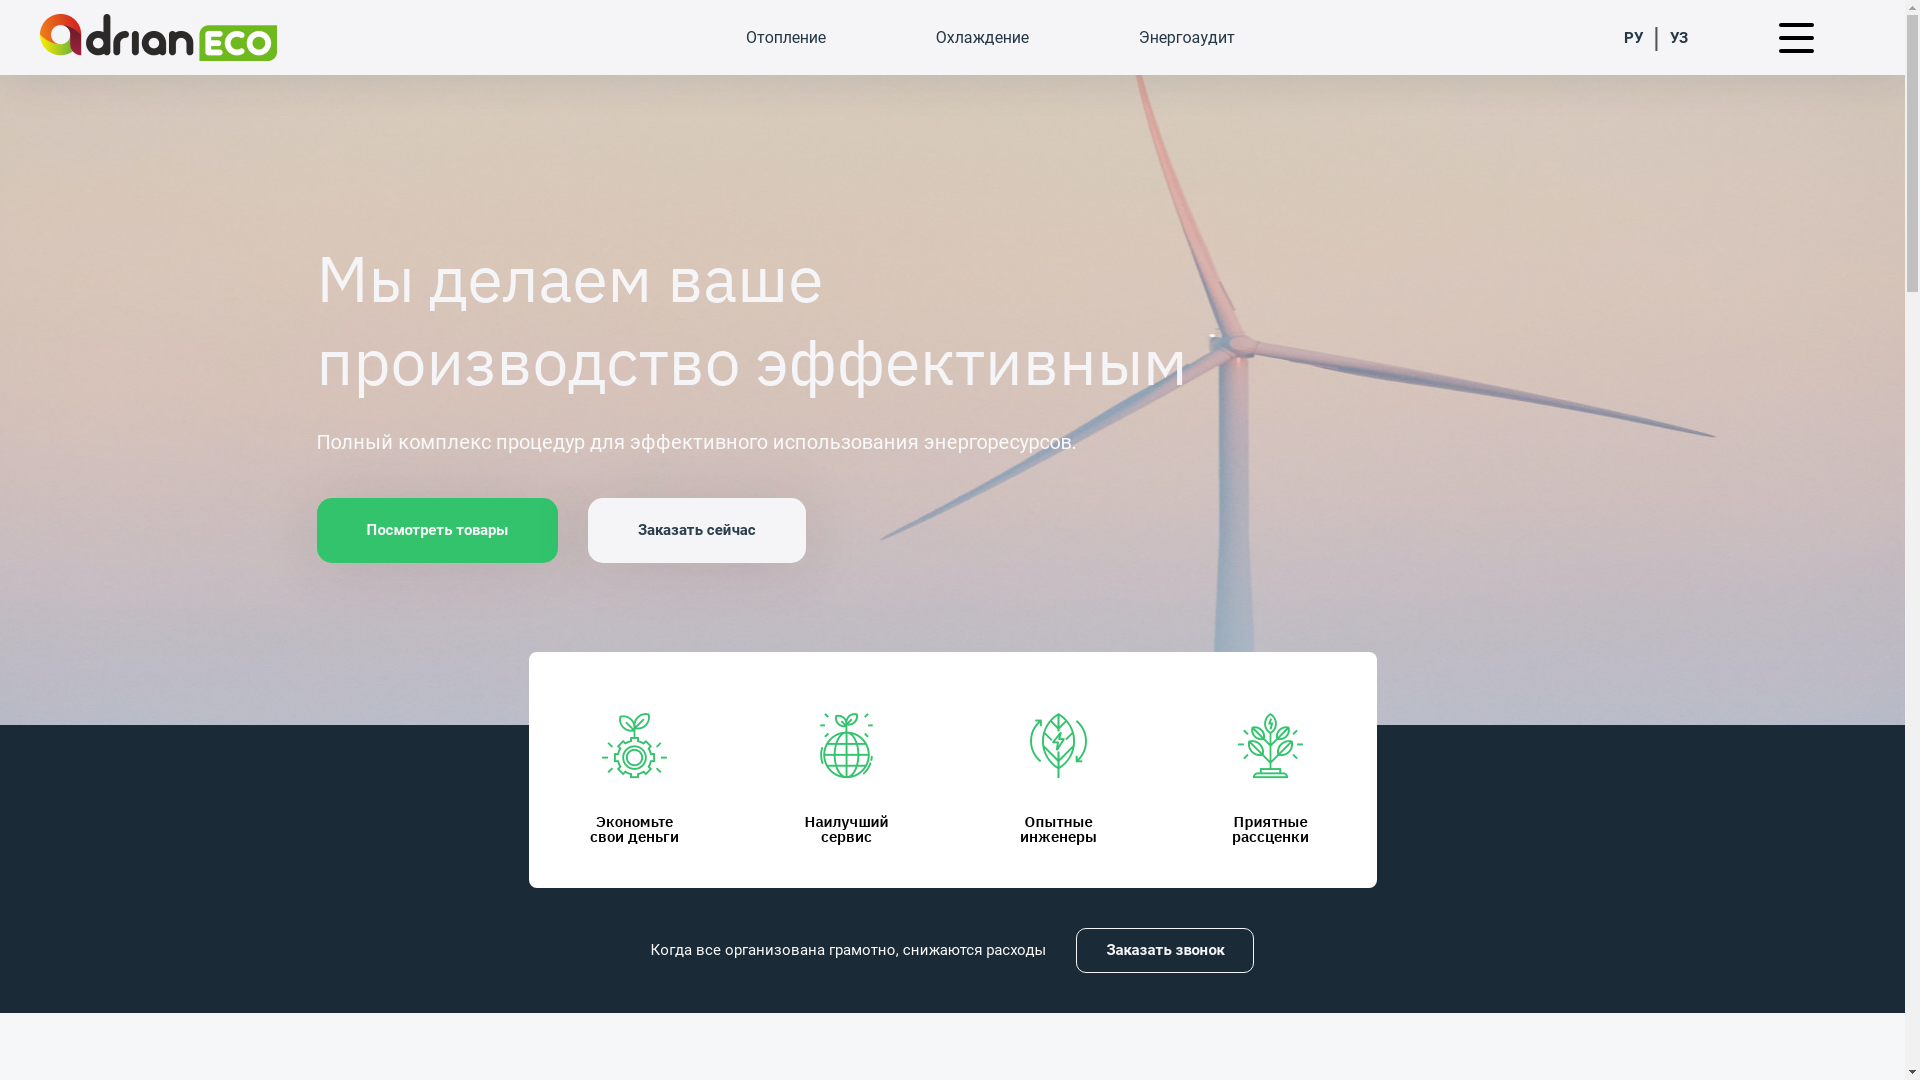 adrian ECO
Отопление
Охлаждение
Энергоаудит
РУ | УЗ
Мы делаем ваше
производство эффективным
Полный комплекс процедур для эффективного использования энергоресурсов.
Посмотреть товары
Заказать сейчас
Экономьте
свои деньги
Наилучший
сервис
Опытные
инженеры
Приятные
рассценки
Когда все организована грамотно, снижаются расходы
Заказать звонок